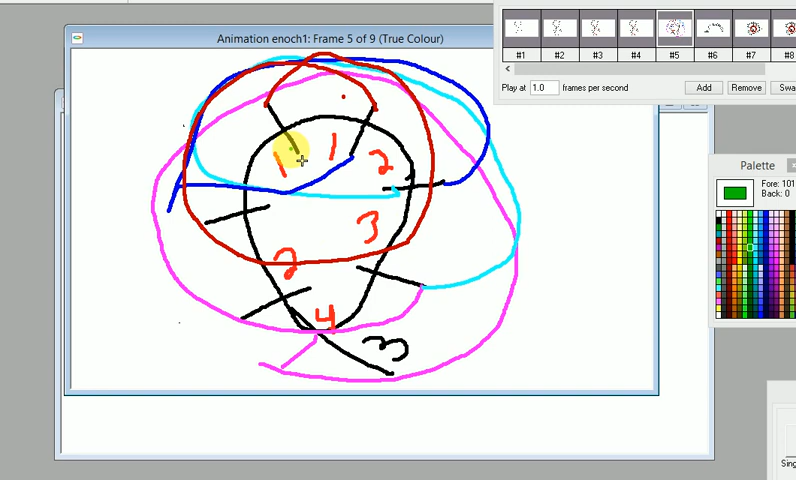 Animation enoch1: Frame 5 of 9 (True Colour)
#1 #2 #3 #4 #5 #6 #7 #8
Play at 1.0 frames per second Add Remove
Palette
Fore: 101
Back: 0
1 1 2
3
2
4
3